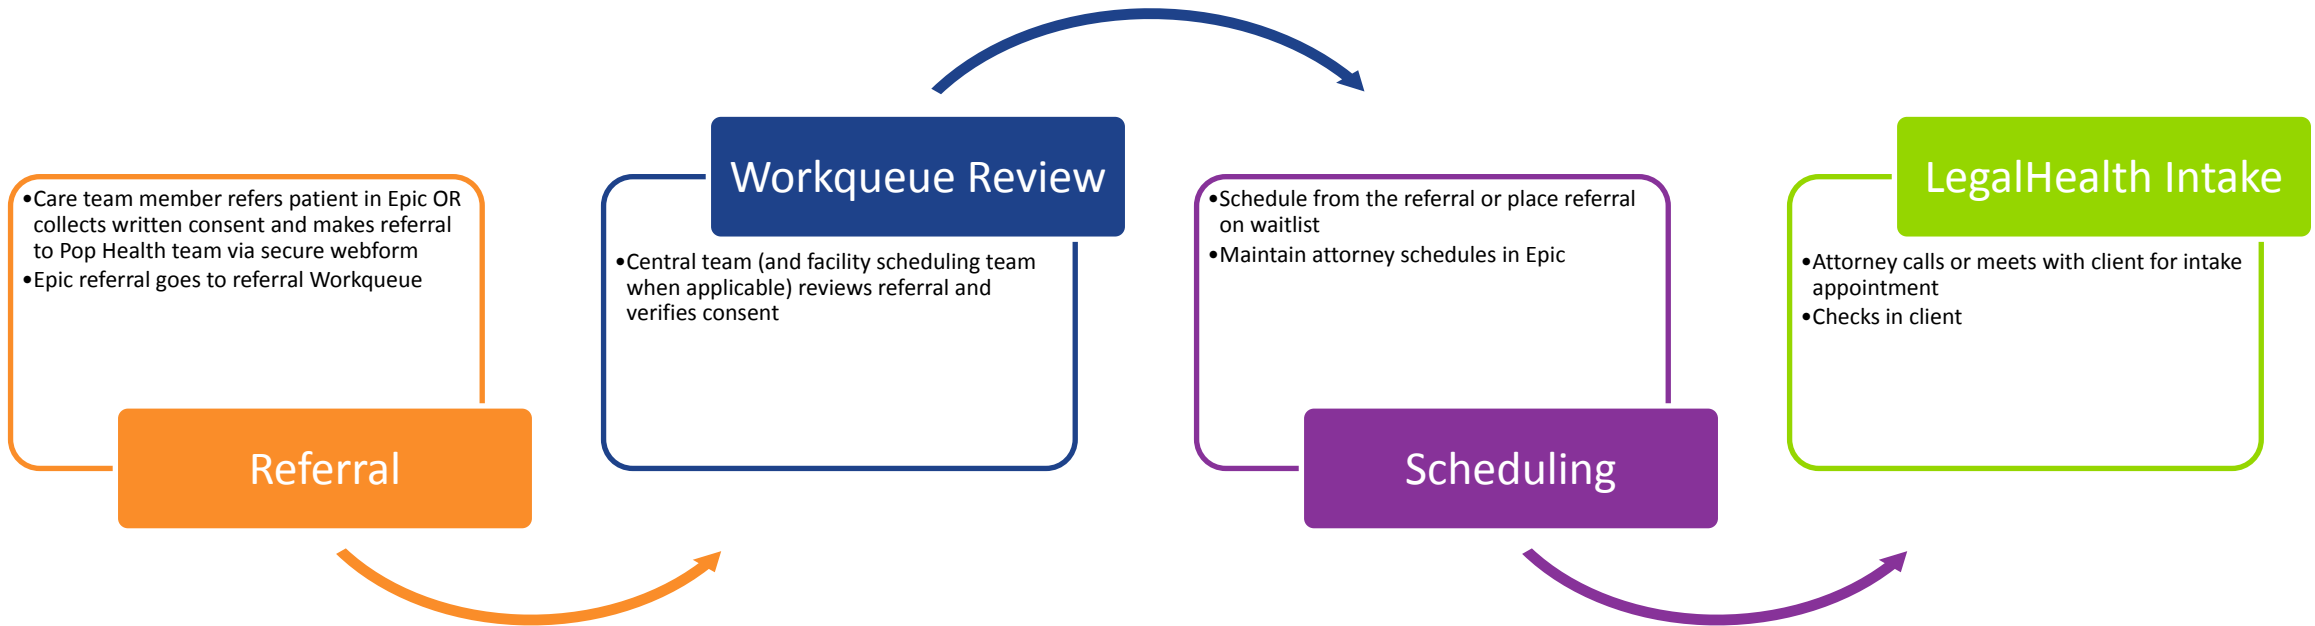 •Care team member refers patient in Epic OR
collects written consent and makes referral
to Pop Health team via secure webform
•Epic referral goes to referral Workqueue
Referral
Workqueue Review
•Central team (and facility scheduling team
when applicable) reviews referral and
verifies consent
•Schedule from the referral or place referral
on waitlist
•Maintain attorney schedules in Epic
Scheduling
LegalHealth Intake
•Attorney calls or meets with client for intake
appointment
•Checks in client